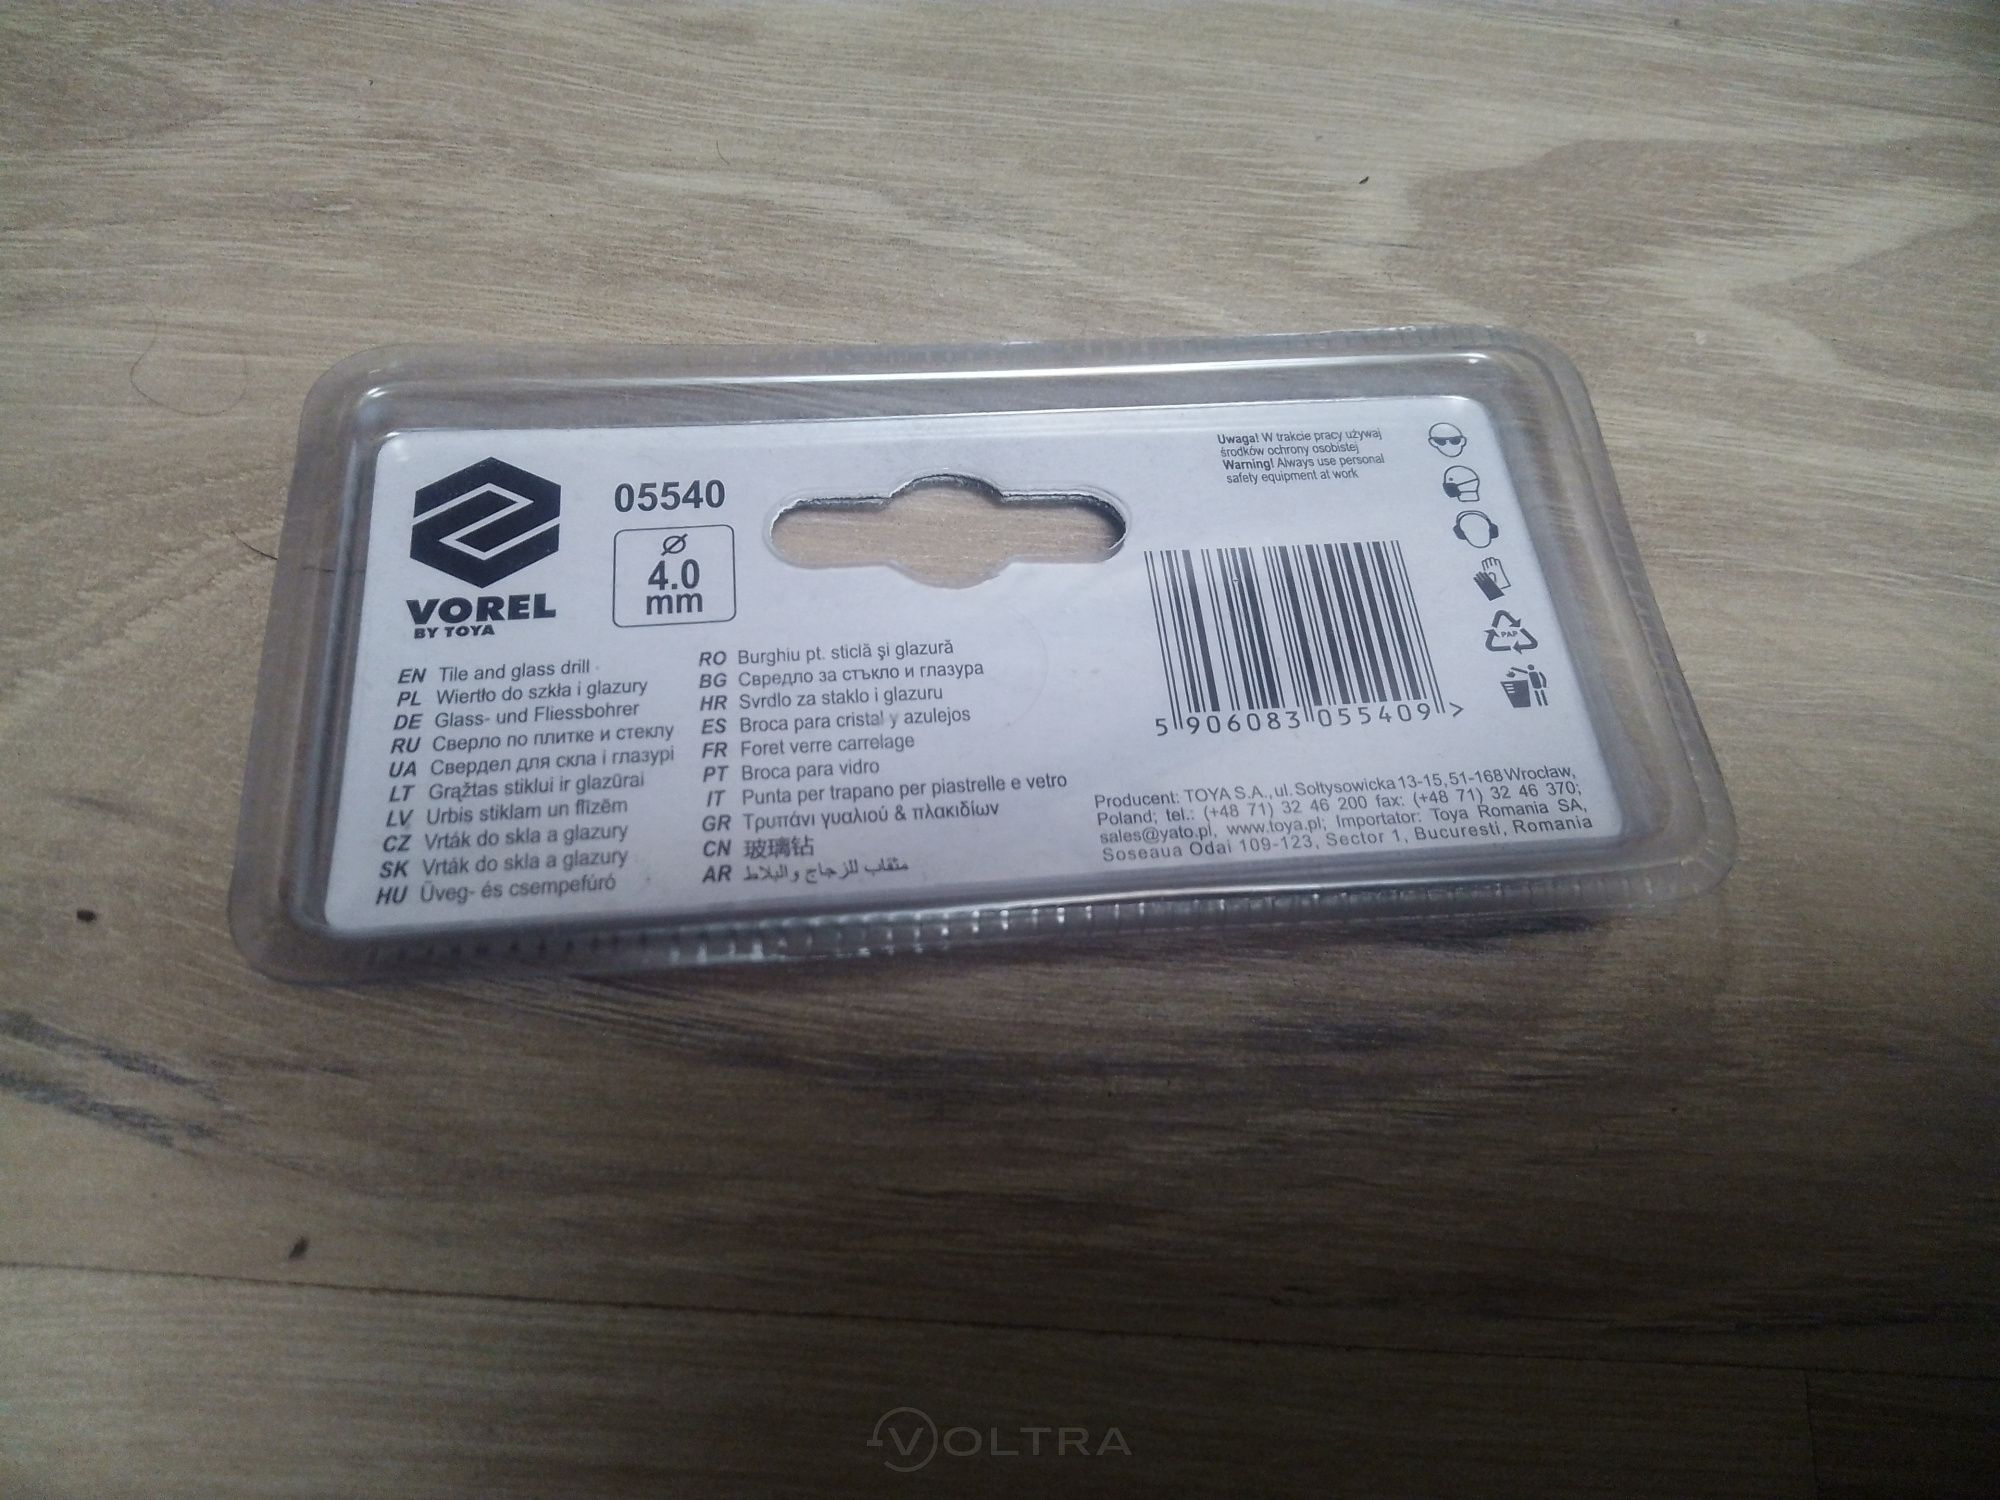 VOREL
BY TOYA
05540
Ø
4.0
mm
Uwaga! W trakcie pracy używaj
środków ochrony osobistej
Warning! Always use personal
safety equipment at work
PAP
EN Tile and glass drill
PL Wiertło do szkła i glazury
DE Glass- und Fliessbohrer
RU Сверло по плитке и стеклу
UA Свердел для скла і глазурі
LT Grąžtas stiklui ir glazūrai
LV Urbis stiklam un flīzēm
CZ Vrták do skla a glazury
SK Vrták do skla a glazury
HU Üveg- és csempefúró
RO Burghiu pt. sticlă şi glazură
BG Свредло за стъкло и глазура
HR Svrdlo za staklo i glazuru
ES Broca para cristal y azulejos
FR Foret verre carrelage
PT Broca para vidro
IT Punta per trapano per piastrelle e vetro
GR Τρυπάνι γυαλιού & πλακιδίων
CN 玻璃钻
AR مثقاب للزجاج والبلاط
5 906083 055409 >
Producent: TOYA S.A., ul. Sołtysowicka 13-15, 51-168 Wrocław,
Poland; tel.: (+48 71) 32 46 200 fax: (+48 71) 32 46 370;
sales@yato.pl, www.toya.pl; Importator: Toya Romania SA,
Soseaua Odai 109-123, Sector 1, Bucuresti, Romania
VOLTRA